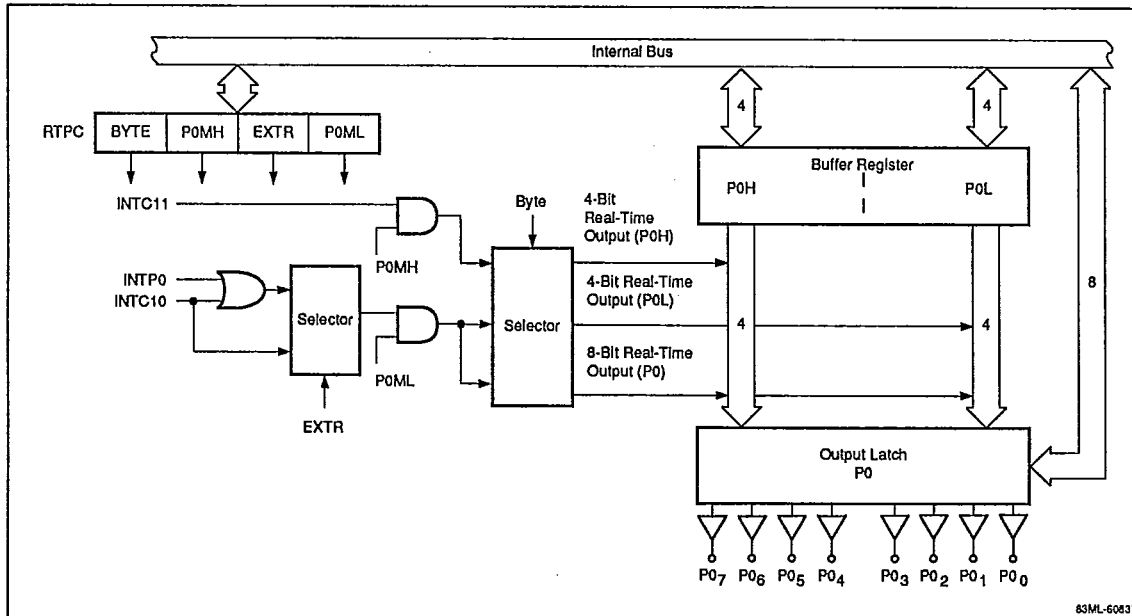 Internal Bus
RTPC BYTE P0MH EXTR P0ML
4 4
Buffer Register
P0H P0L
INTC11
P0MH
Byte
4-Bit
Real-Time
Output (P0H)
INTP0
INTC10
Selector
EXTR
P0ML
Selector
4-Bit Real-Time
Output (P0L)
8-Bit Real-Time
Output (P0)
4 4
8
Output Latch
P0
P07 P06 P05 P04 P03 P02 P01 P00
83ML-6083